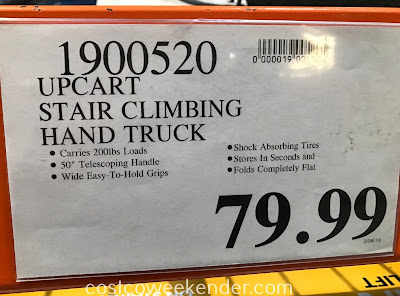 1900520
UPCART
STAIR CLIMBING
HAND TRUCK
• Carries 200lbs Loads
• 50" Telescoping Handle
• Wide Easy-To-Hold Grips
• Shock Absorbing Tires
• Stores In Seconds and
• Folds Completely Flat
79.99
LIFT
costcoweekender.com